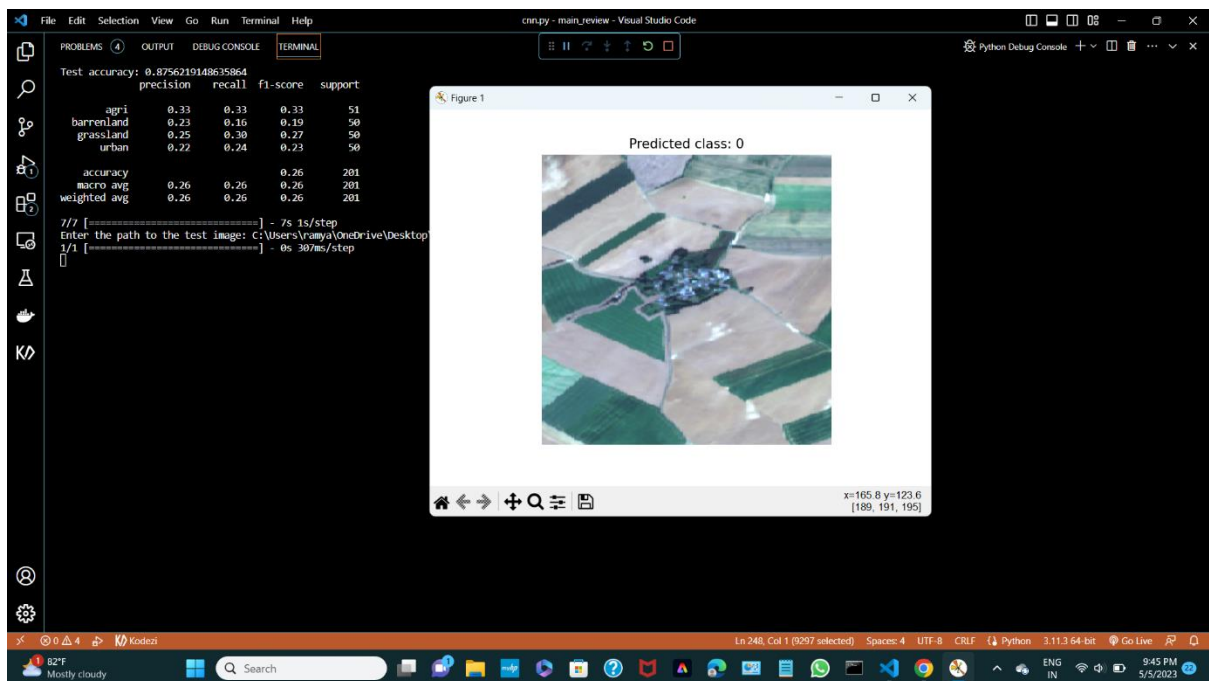 File Edit Selection View Go Run Terminal Help cnn.py - main_review - Visual Studio Code
PROBLEMS 4 OUTPUT DEBUG CONSOLE TERMINAL Python Debug Console
Test accuracy: 0.8756219148635864
precision recall f1-score support
agri 0.33 0.33 0.33 51
barrenland 0.23 0.16 0.19 50
grassland 0.25 0.30 0.27 50
urban 0.22 0.24 0.23 50
accuracy 0.26 201
macro avg 0.26 0.26 0.26 201
weighted avg 0.26 0.26 0.26 201
7/7 [==============================] - 7s 1s/step
Enter the path to the test image: C:\Users\ramya\OneDrive\Desktop\
1/1 [==============================] - 0s 307ms/step
Figure 1
Predicted class: 0
x=165.8 y=123.6
[189, 191, 195]
1
2
0 4 Kodezi Ln 248, Col 1 (9297 selected) Spaces: 4 UTF-8 CRLF Python 3.11.3 64-bit Go Live
1 82°F
Mostly cloudy
Search
ENG
IN
9:45 PM
5/5/2023
22